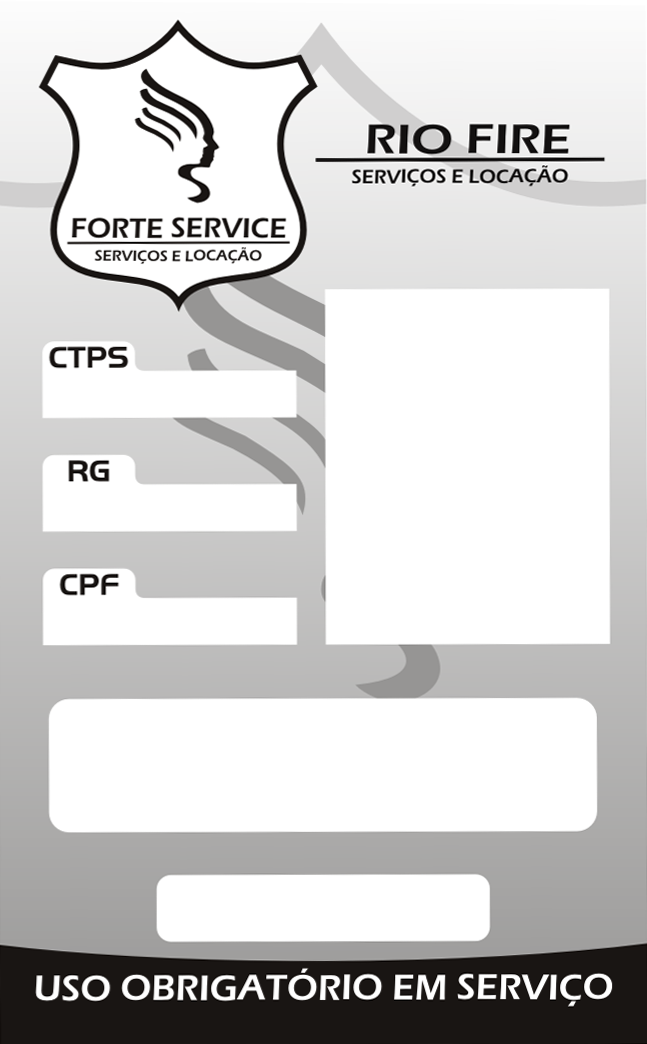 RIO FIRE
SERVIÇOS E LOCAÇÃO
FORTE SERVICE
SERVIÇOS E LOCAÇÃO
CTPS
RG
CPF
USO OBRIGATÓRIO EM SERVIÇO